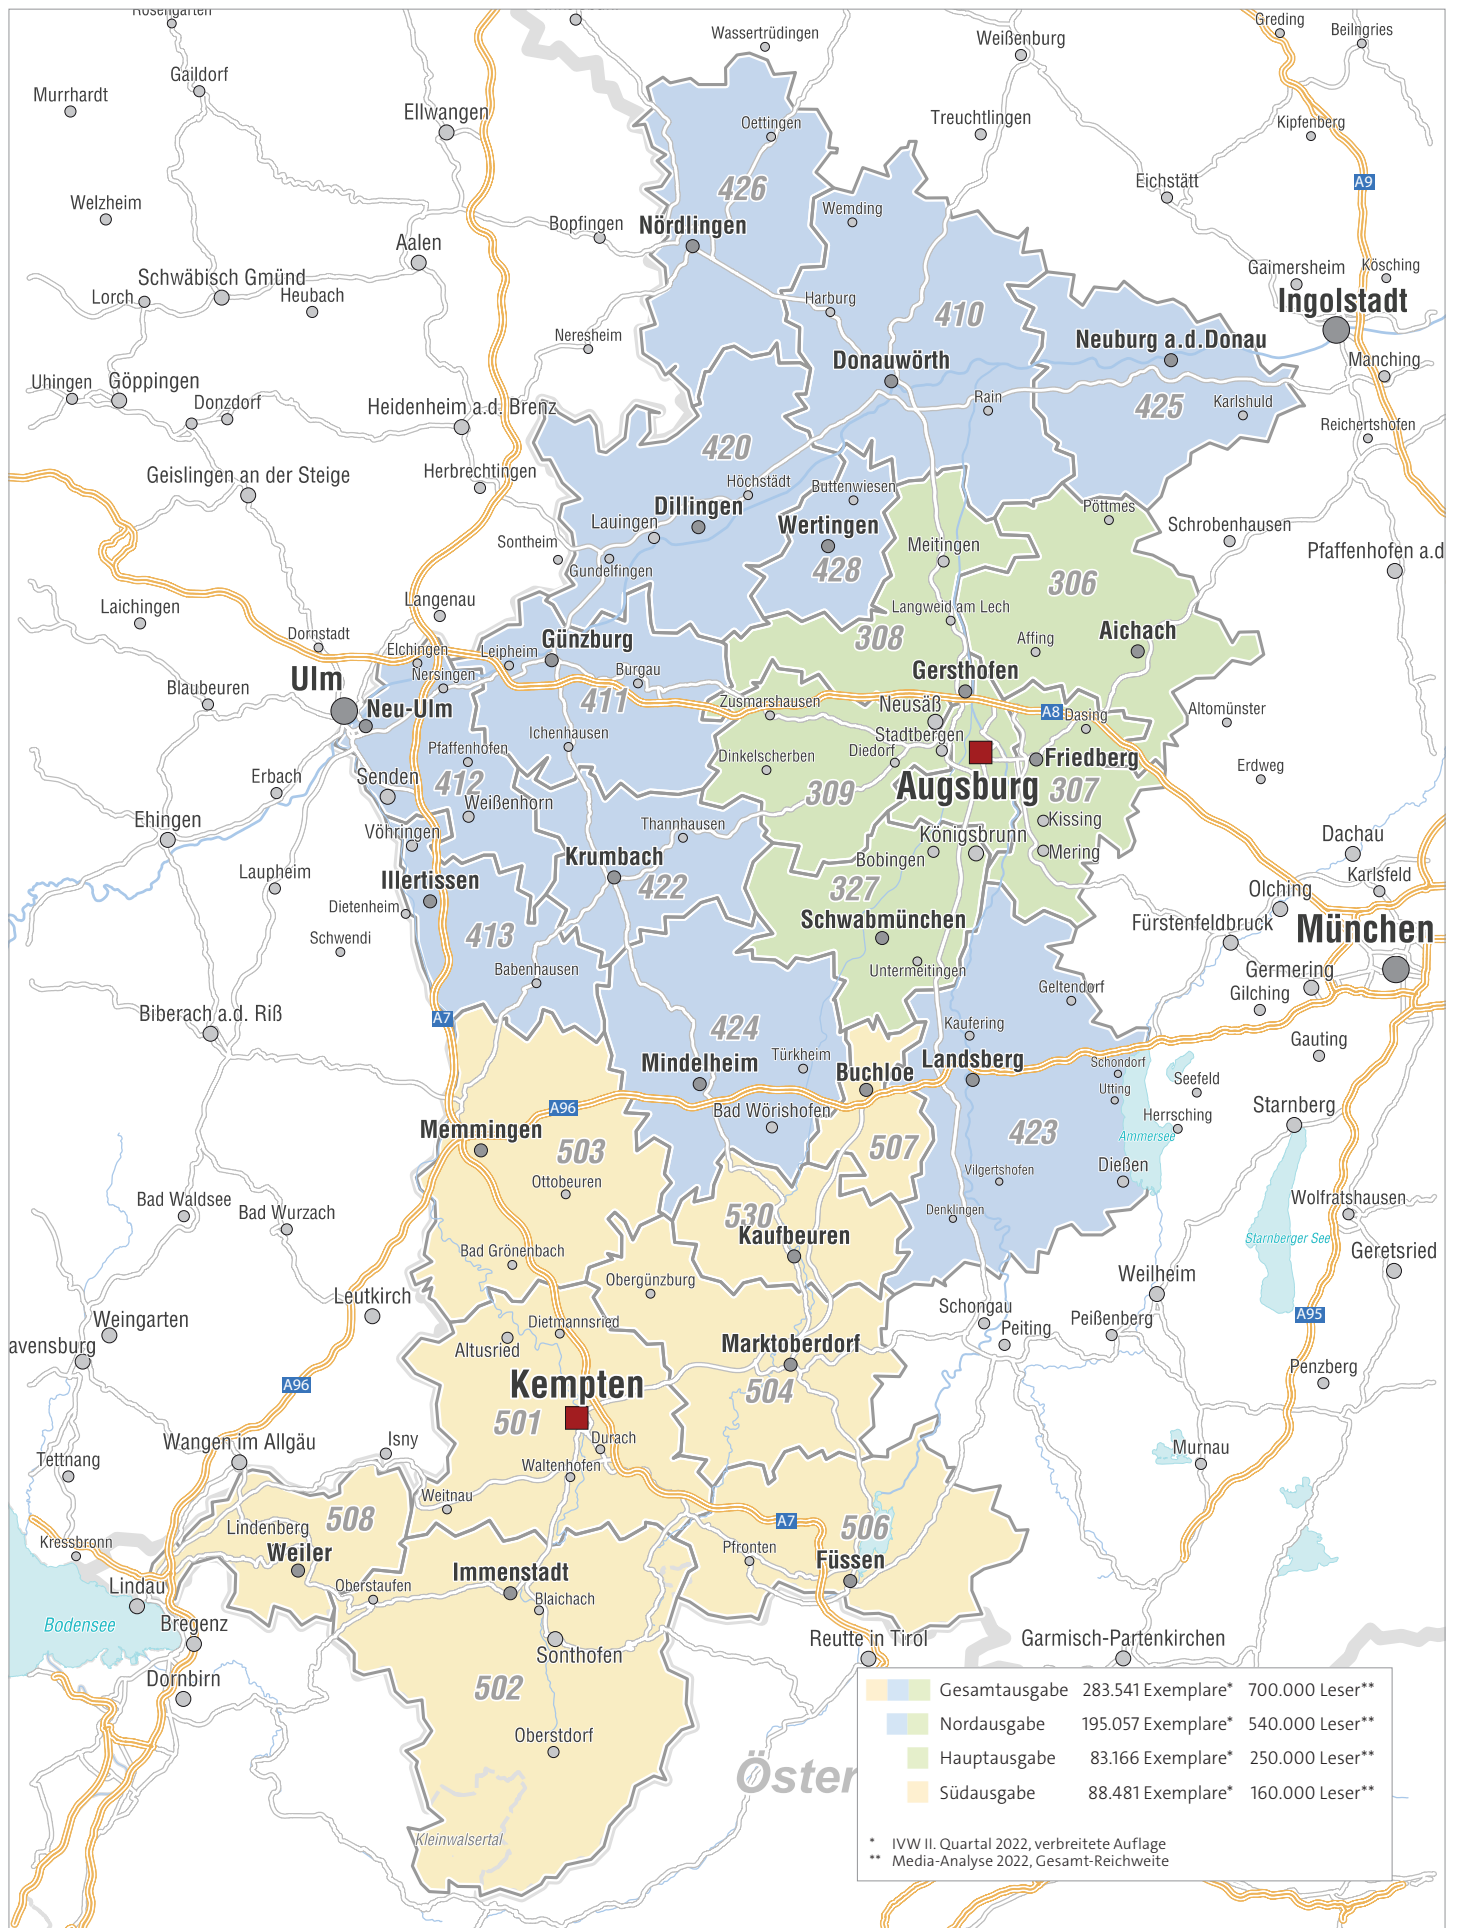 Rosengarten
Wassertrüdingen
Weißenburg
Greding
Beilngries
Gaildorf
Murrhardt
Ellwangen
Oettingen
Treuchtlingen
Kipfenberg
A9
Eichstätt
426
Welzheim
Wemding
Bopfingen
Nördlingen
Aalen
Gaimersheim
Kösching
Schwäbisch Gmünd
Lorch
Heubach
Harburg
410
Ingolstadt
Neresheim
Neuburg a.d.Donau
Donauwörth
Manching
Uhingen
Göppingen
Donzdorf
Heidenheim a.d. Brenz
Rain
425
Karlshuld
Reichertshofen
420
Geislingen an der Steige
Herbrechtingen
Höchstädt
Buttenwiesen
Dillingen
Pöttmes
Lauingen
Wertingen
Schrobenhausen
Sontheim
Meitingen
Pfaffenhofen a.d
Gundelfingen
428
306
Laichingen
Langenau
Langweid am Lech
Dornstadt
Elchingen
Günzburg
308
Affing
Aichach
Leipheim
Nersingen
Burgau
Gersthofen
Ulm
Blaubeuren
Neu-Ulm
411
Zusmarshausen
Neusäß
A8
Dasing
Altomünster
Ichenhausen
Stadtbergen
Pfaffenhofen
Dinkelscherben
Diedorf
Friedberg
Erbach
Senden
412
Erdweg
309
Augsburg
307
Weißenhorn
Ehingen
Vöhringen
Thannhausen
Kissing
Königsbrunn
Dachau
Krumbach
Bobingen
Mering
Laupheim
Illertissen
422
327
Karlsfeld
Olching
Dietenheim
Schwabmünchen
Fürstenfeldbruck
München
Schwendi
413
Babenhausen
Untermeitingen
Geltendorf
Germering
Gilching
Biberach a.d. Riß
A7
424
Kaufering
Gauting
Mindelheim
Türkheim
Buchloe
Landsberg
Schondorf
Seefeld
Utting
A96
Bad Wörishofen
Starnberg
Memmingen
503
507
423
Herrsching
Ammersee
Ottobeuren
Vilgertshofen
Dießen
Bad Waldsee
Bad Wurzach
Denklingen
Wolfratshausen
530
Kaufbeuren
Starnberger See
Bad Grönenbach
Geretsried
Obergünzburg
Weilheim
Leutkirch
Schongau
Weingarten
Dietmannsried
Peiting
Peißenberg
A95
avensburg
Altusried
Marktoberdorf
Penzberg
A96
Kempten
504
501
Durach
Wangen im Allgäu
Isny
Murnau
Tettnang
Waltenhofen
Weitnau
508
A7
506
Lindenberg
Kressbronn
Weiler
Pfronten
Füssen
Immenstadt
Lindau
Oberstaufen
Blaichach
Bodensee
Bregenz
Sonthofen
Reutte in Tirol
Garmisch-Partenkirchen
Dornbirn
502
Oberstdorf
Öster
Kleinwalsertal
Gesamtausgabe 283.541 Exemplare* 700.000 Leser**
Nordausgabe 195.057 Exemplare* 540.000 Leser**
Hauptausgabe 83.166 Exemplare* 250.000 Leser**
Südausgabe 88.481 Exemplare* 160.000 Leser**
* IVW II. Quartal 2022, verbreitete Auflage
** Media-Analyse 2022, Gesamt-Reichweite